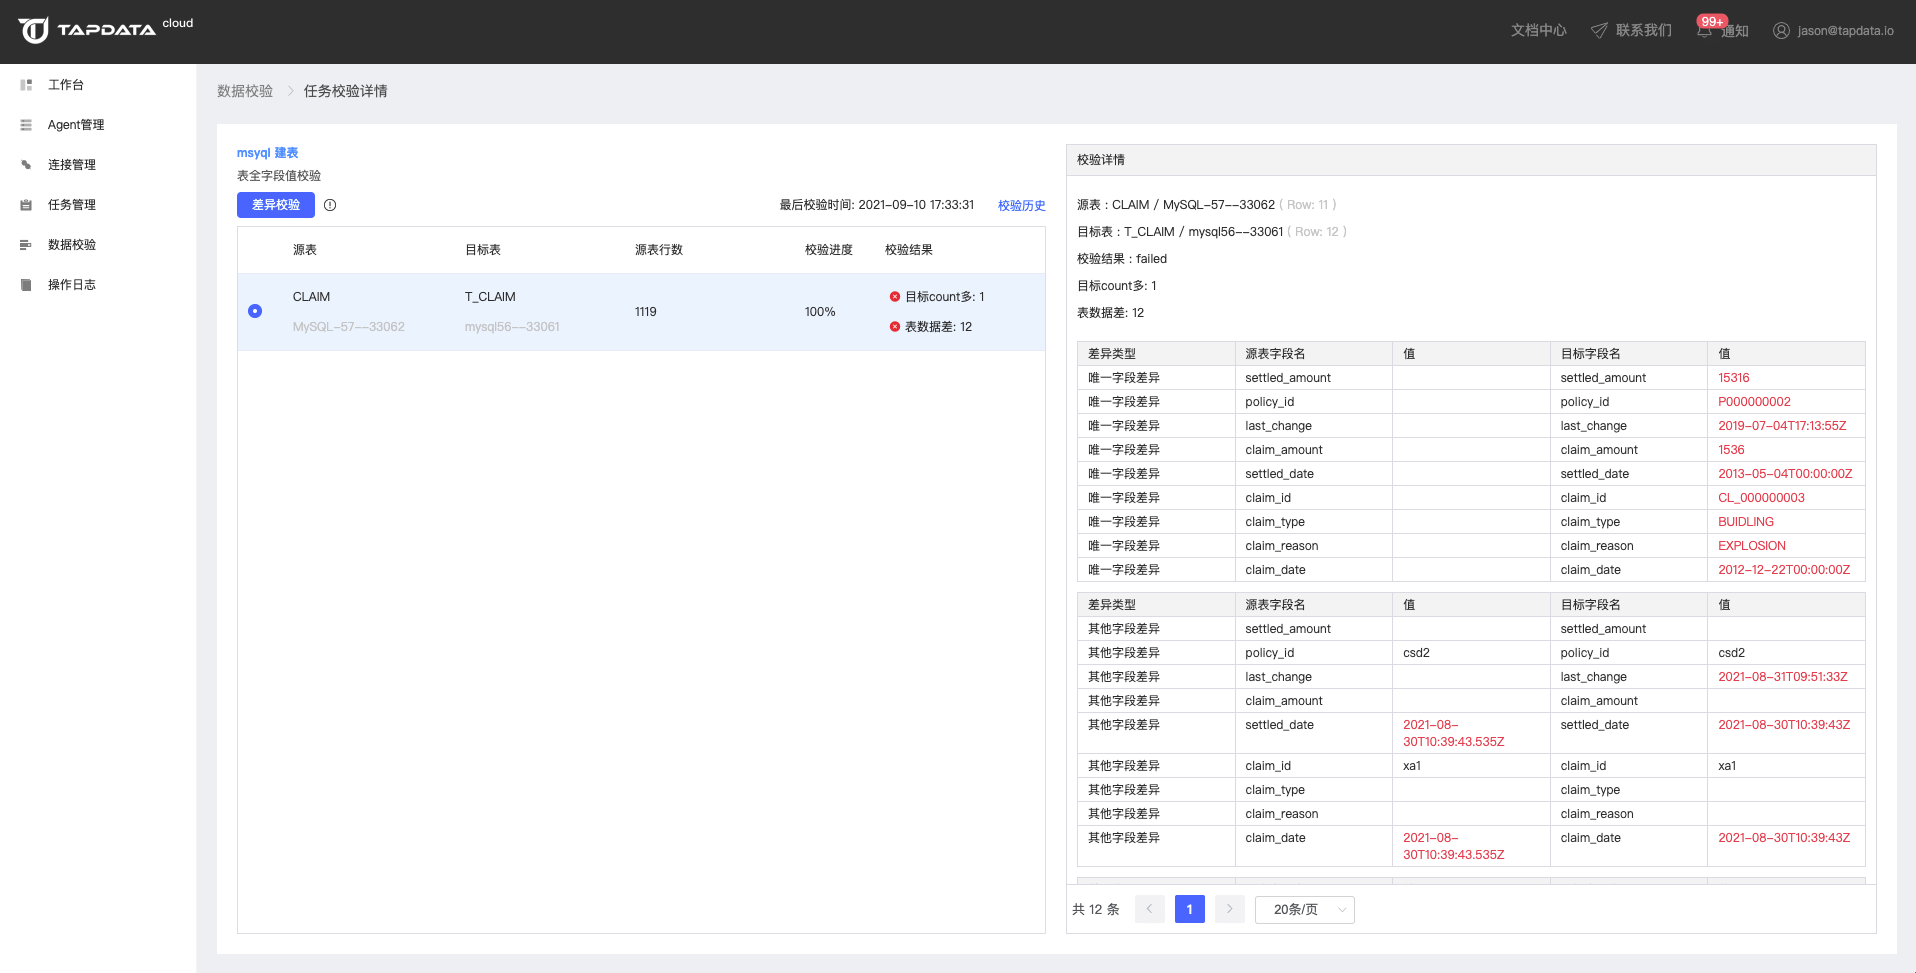 TAPDATA cloud
文档中心 联系我们 99+ 通知 jason@tapdata.io
工作台
Agent管理
连接管理
任务管理
数据校验
操作日志
数据校验 任务校验详情
msyql 建表
表全字段值校验
差异校验 最后校验时间: 2021-09-10 17:33:31 校验历史
源表 目标表 源表行数 校验进度 校验结果
CLAIM T_CLAIM 1119 100% 目标count多: 1
MySQL-57--33062 mysql56--33061 表数据差: 12
校验详情
源表 : CLAIM / MySQL-57--33062 ( Row: 11 )
目标表 : T_CLAIM / mysql56--33061 ( Row: 12 )
校验结果 : failed
目标count多: 1
表数据差: 12
差异类型 源表字段名 值 目标字段名 值
唯一字段差异 settled_amount settled_amount 15316
唯一字段差异 policy_id policy_id P000000002
唯一字段差异 last_change last_change 2019-07-04T17:13:55Z
唯一字段差异 claim_amount claim_amount 1536
唯一字段差异 settled_date settled_date 2013-05-04T00:00:00Z
唯一字段差异 claim_id claim_id CL_000000003
唯一字段差异 claim_type claim_type BUIDLING
唯一字段差异 claim_reason claim_reason EXPLOSION
唯一字段差异 claim_date claim_date 2012-12-22T00:00:00Z
差异类型 源表字段名 值 目标字段名 值
其他字段差异 settled_amount settled_amount
其他字段差异 policy_id csd2 policy_id csd2
其他字段差异 last_change last_change 2021-08-31T09:51:33Z
其他字段差异 claim_amount claim_amount
其他字段差异 settled_date 2021-08-30T10:39:43.535Z settled_date 2021-08-30T10:39:43Z
其他字段差异 claim_id xa1 claim_id xa1
其他字段差异 claim_type claim_type
其他字段差异 claim_reason claim_reason
其他字段差异 claim_date 2021-08-30T10:39:43.535Z claim_date 2021-08-30T10:39:43Z
共 12 条 1 20条/页